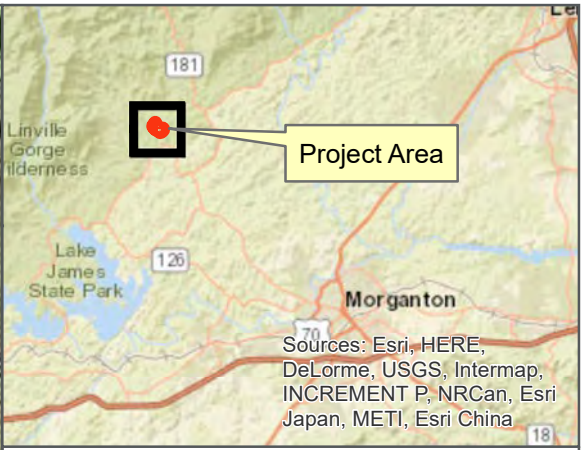 Le
181
Linville
Gorge
ilderness
Project Area
Lake
James
State Park
126
Morganton
70
Sources: Esri, HERE,
DeLorme, USGS, Intermap,
INCREMENT P, NRCan, Esri
Japan, METI, Esri China
18